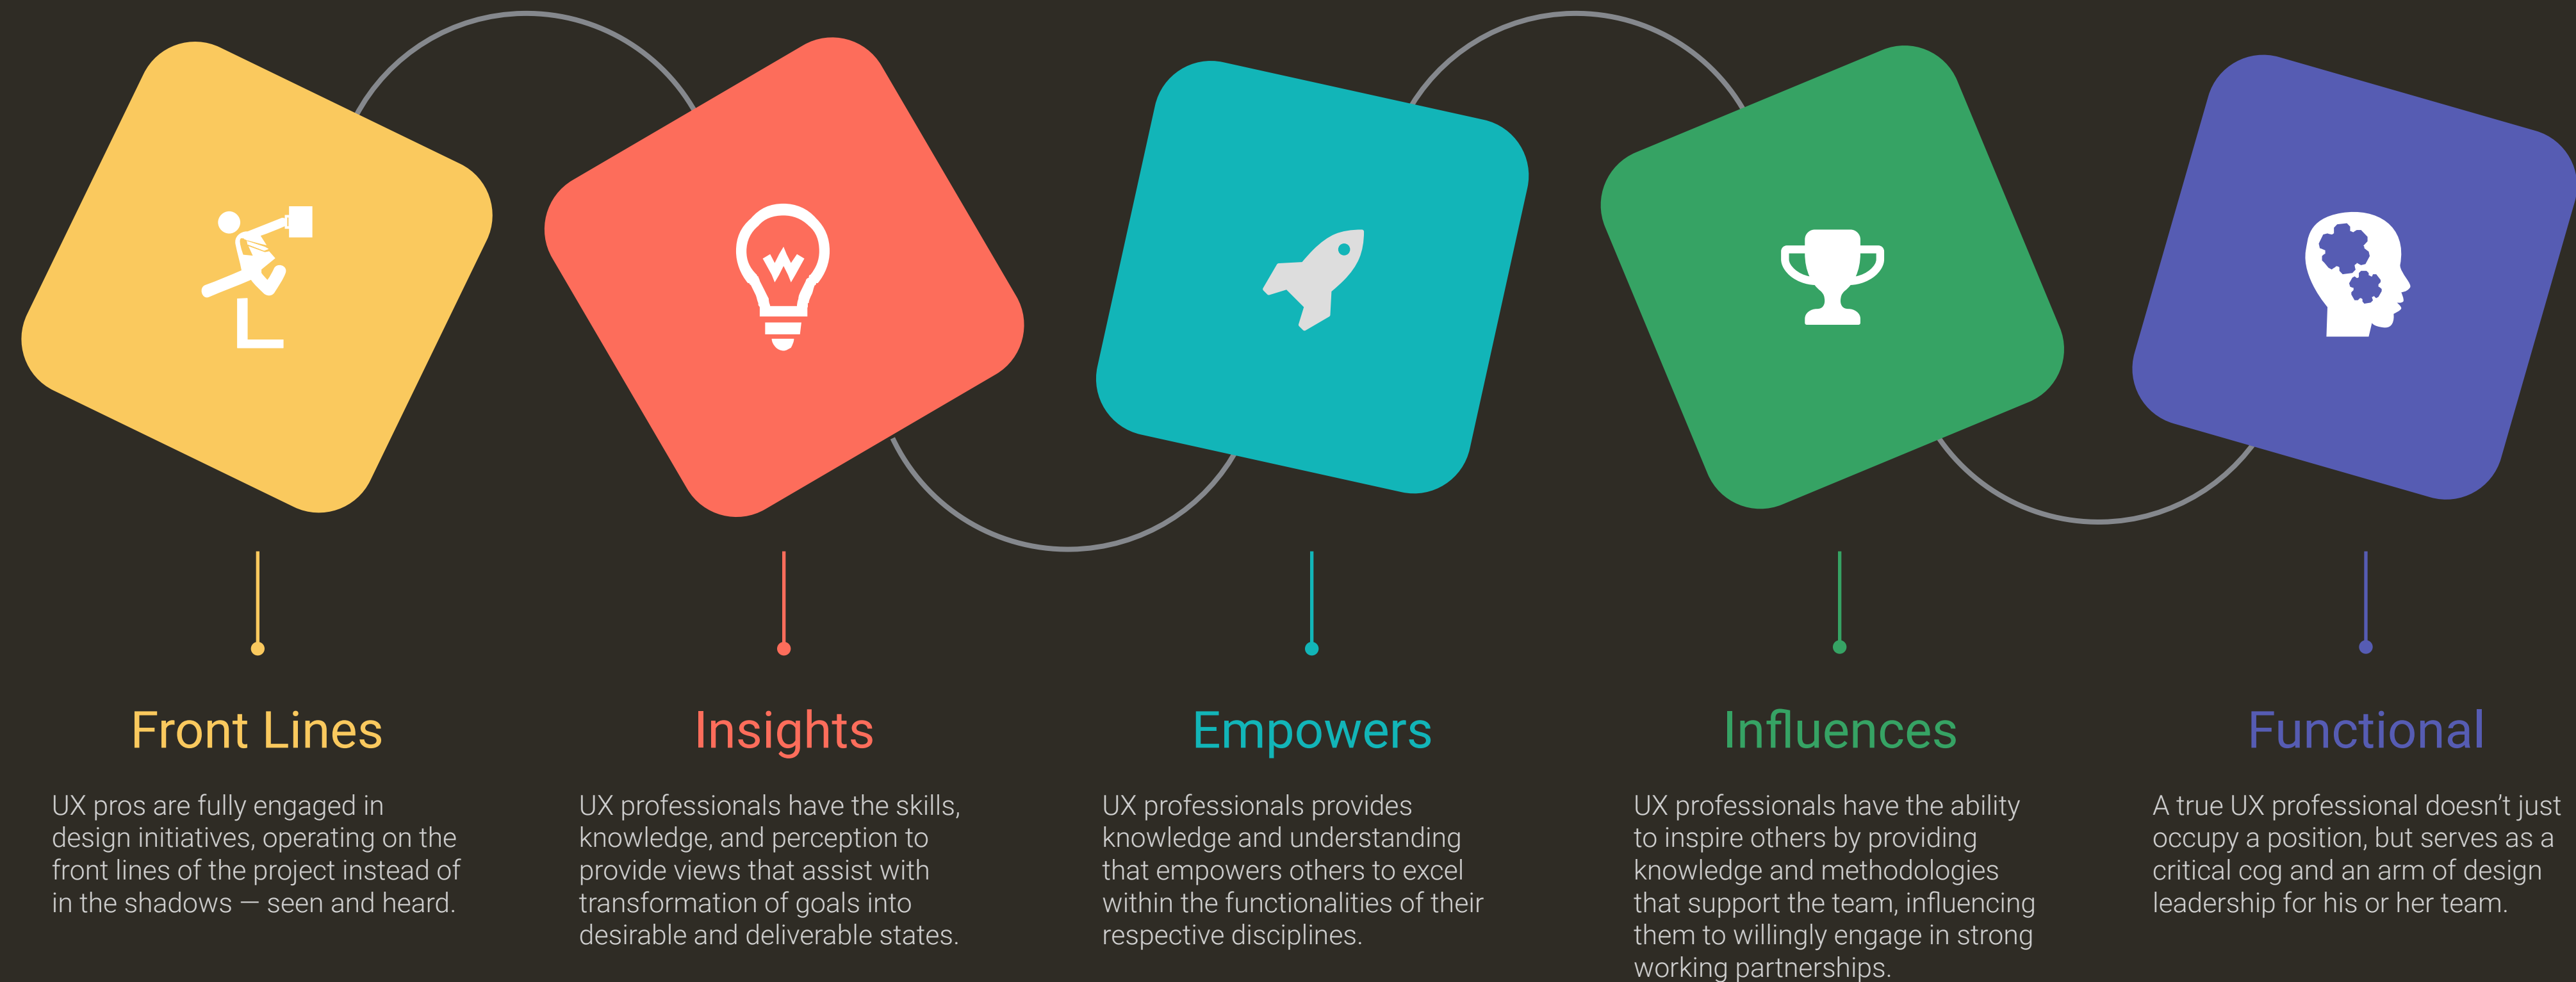 Front Lines
UX pros are fully engaged in
design initiatives, operating on the
front lines of the project instead of
in the shadows — seen and heard.
Insights
UX professionals have the skills,
knowledge, and perception to
provide views that assist with
transformation of goals into
desirable and deliverable states.
Empowers
UX professionals provides
knowledge and understanding
that empowers others to excel
within the functionalities of their
respective disciplines.
Influences
UX professionals have the ability
to inspire others by providing
knowledge and methodologies
that support the team, influencing
them to willingly engage in strong
working partnerships.
Functional
A true UX professional doesn’t just
occupy a position, but serves as a
critical cog and an arm of design
leadership for his or her team.